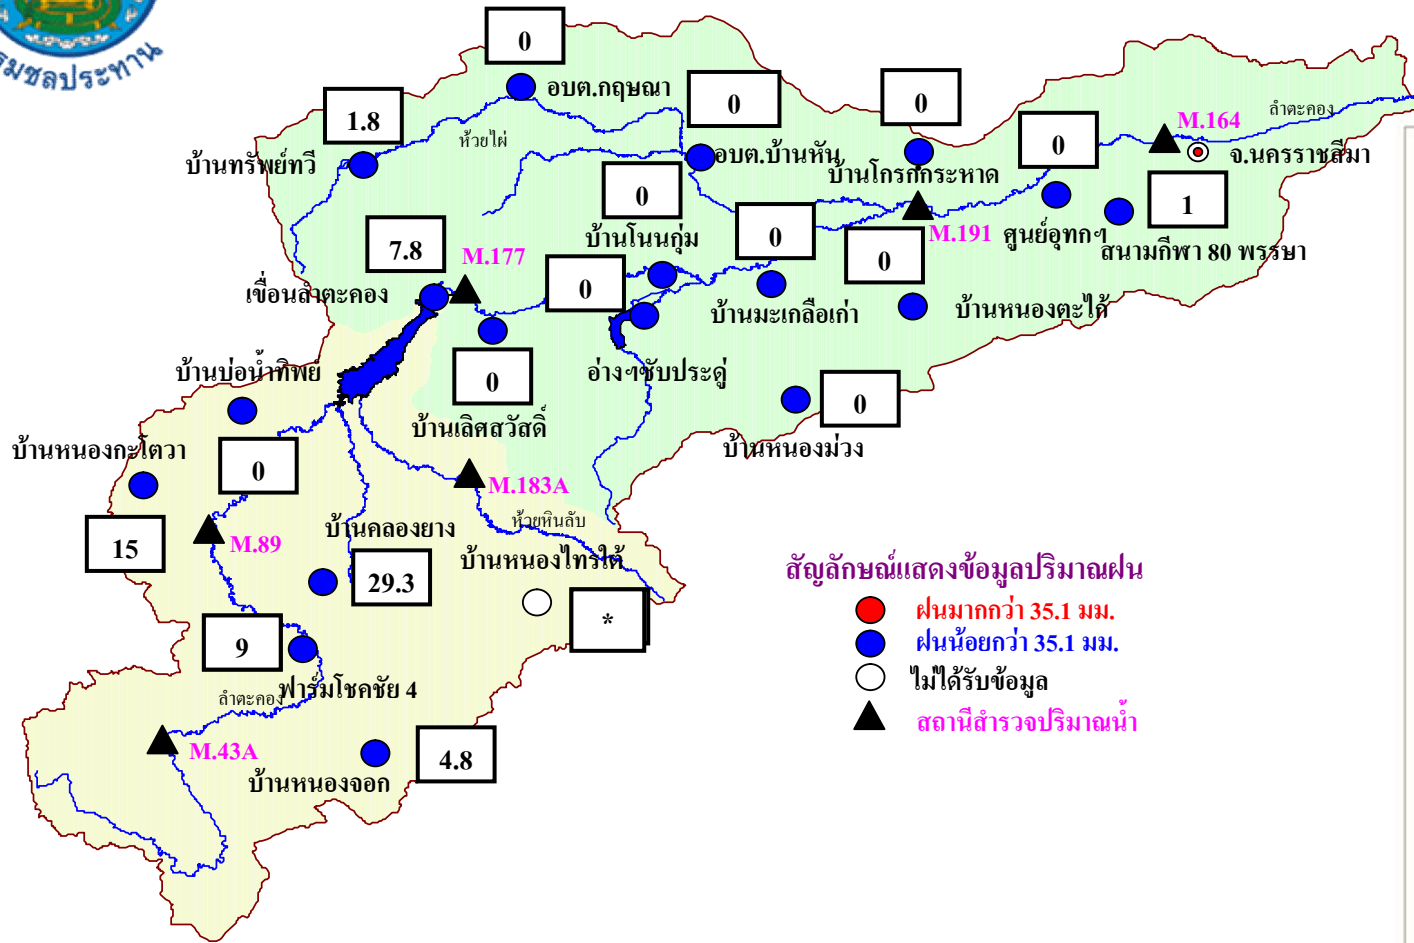 กรมชลประทาน
0
อบต.กฤษณา
1.8
บ้านทรัพย์ทวี
ห้วยไผ่
0
อบต.บ้านหัน
0
บ้านโกรกกระหาด
M.191
0
ศูนย์อุทกฯ
M.164
ลำตะคอง
จ.นครราชสีมา
1
สนามกีฬา 80 พรรษา
0
บ้านโนนกุ่ม
0
บ้านมะเกลือเก่า
0
บ้านหนองตะไก้
7.8
M.177
เขื่อนลำตะคอง
0
อ่างฯซับประดู่
0
บ้านเลิศสวัสดิ์
0
บ้านหนองม่วง
บ้านบ่อน้ำทิพย์
0
บ้านหนองกะโตวา
15
M.89
M.183A
ห้วยหินลับ
บ้านคลองยาง
29.3
บ้านหนองไทรใต้
*
9
ฟาร์มโชคชัย 4
ลำตะคอง
M.43A
4.8
บ้านหนองจอก
สัญลักษณ์แสดงข้อมูลปริมาณฝน
ฝนมากกว่า 35.1 มม.
ฝนน้อยกว่า 35.1 มม.
ไม่ได้รับข้อมูล
สถานีสำรวจปริมาณน้ำ